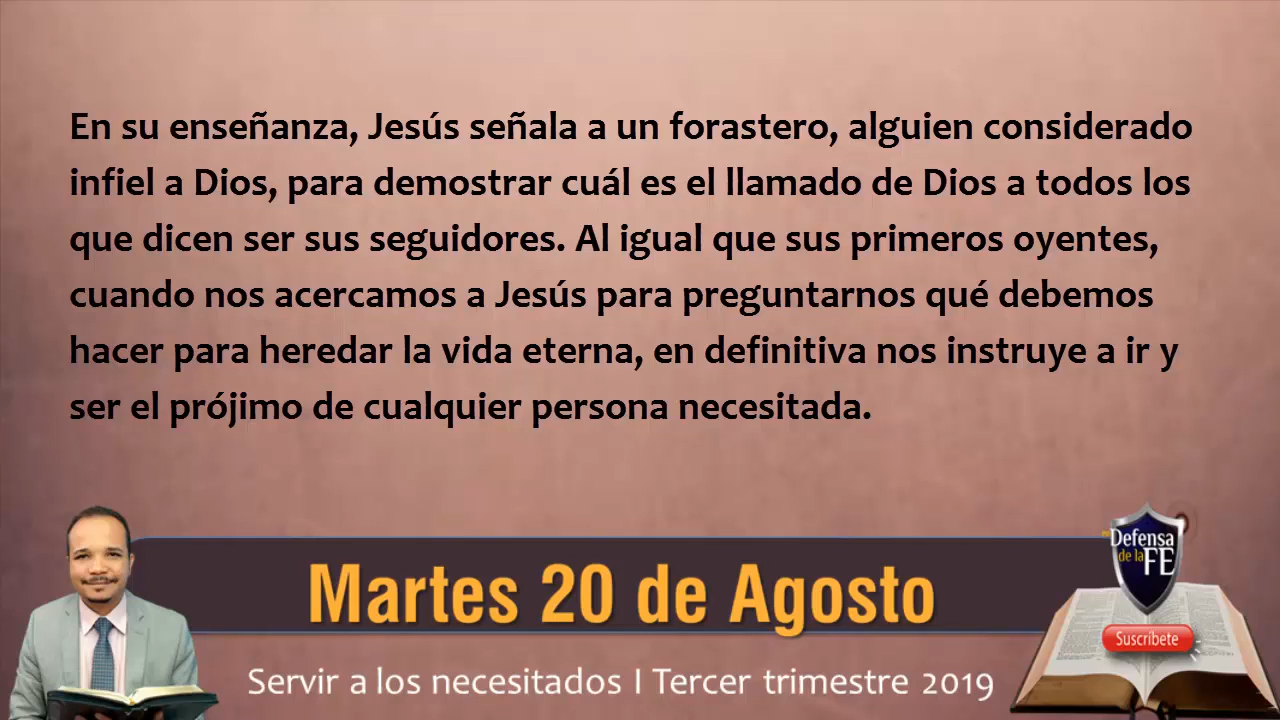 En su enseñanza, Jesús señala a un forastero, alguien considerado
infiel a Dios, para demostrar cuál es el llamado de Dios a todos los
que dicen ser sus seguidores. Al igual que sus primeros oyentes,
cuando nos acercamos a Jesús para preguntarnos qué debemos
hacer para heredar la vida eterna, en definitiva nos instruye a ir y
ser el prójimo de cualquier persona necesitada.
Defensa
de la
FE
Martes 20 de Agosto
Suscríbete
Servir a los necesitados I Tercer trimestre 2019